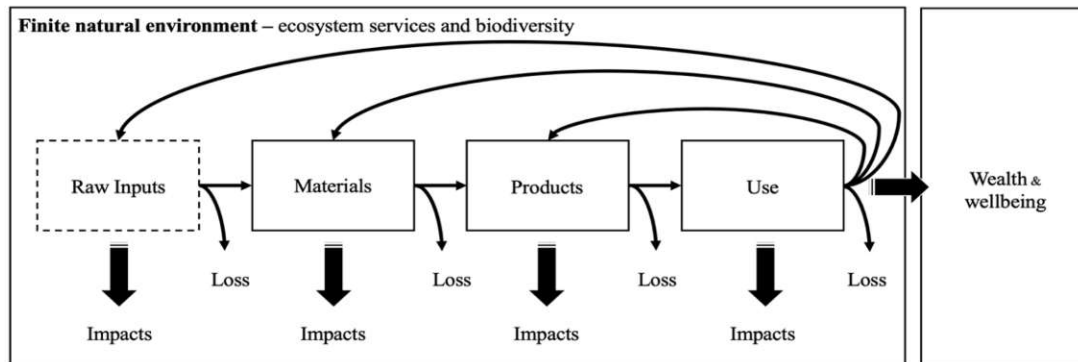 Finite natural environment – ecosystem services and biodiversity
Raw Inputs
Materials
Products
Use
Wealth &
wellbeing
Loss
Loss
Loss
Loss
Impacts
Impacts
Impacts
Impacts